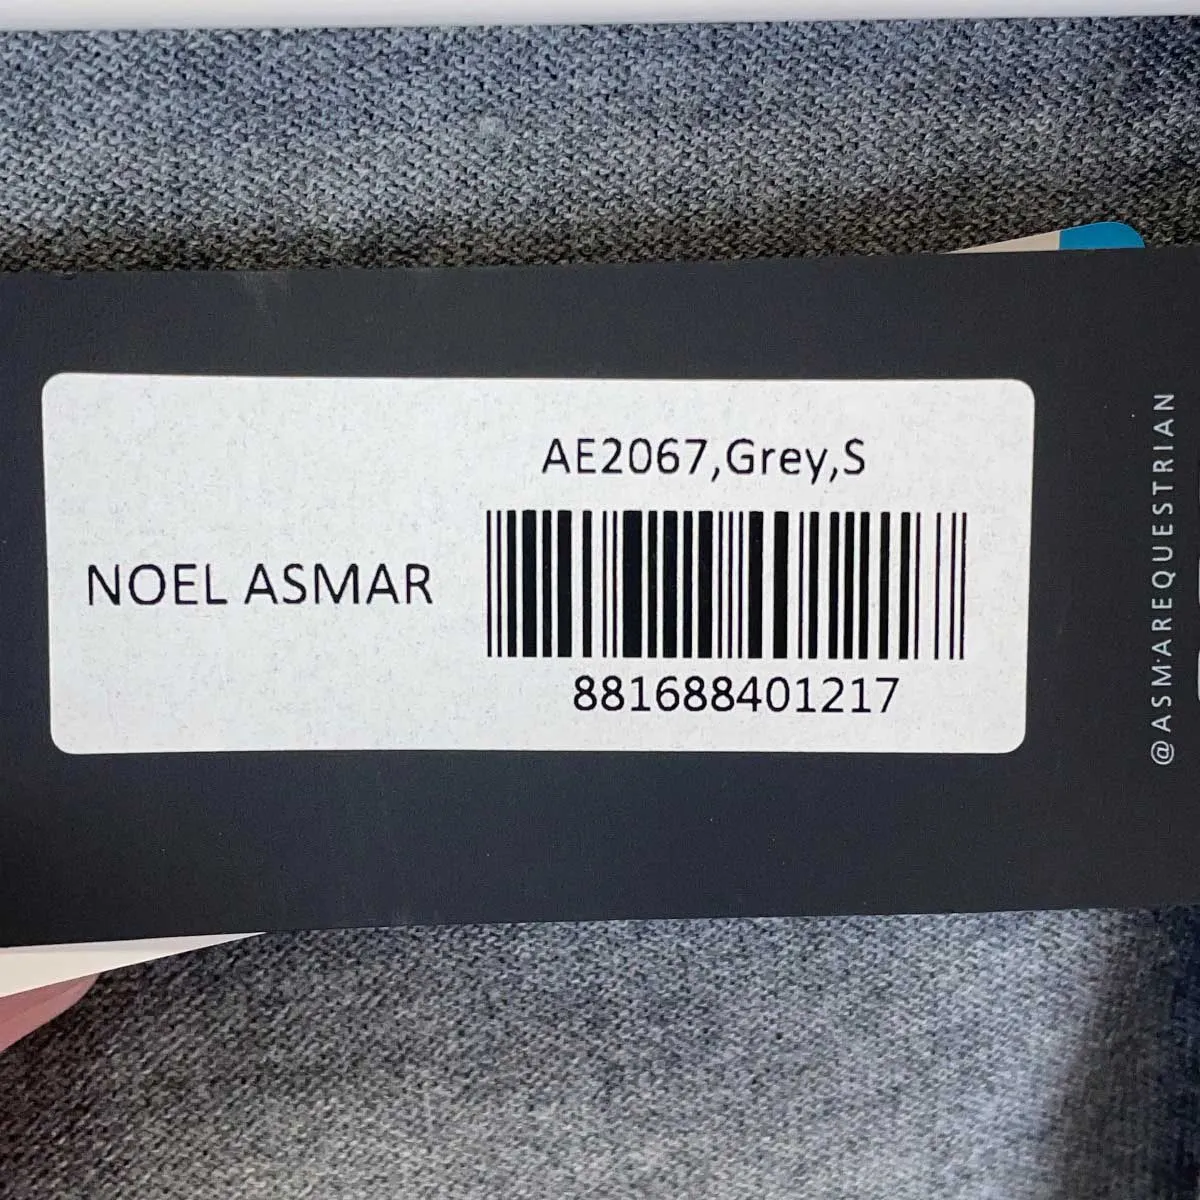 AE2067,Grey,S
NOEL ASMAR
881688401217
@ASMAREQUESTRIAN